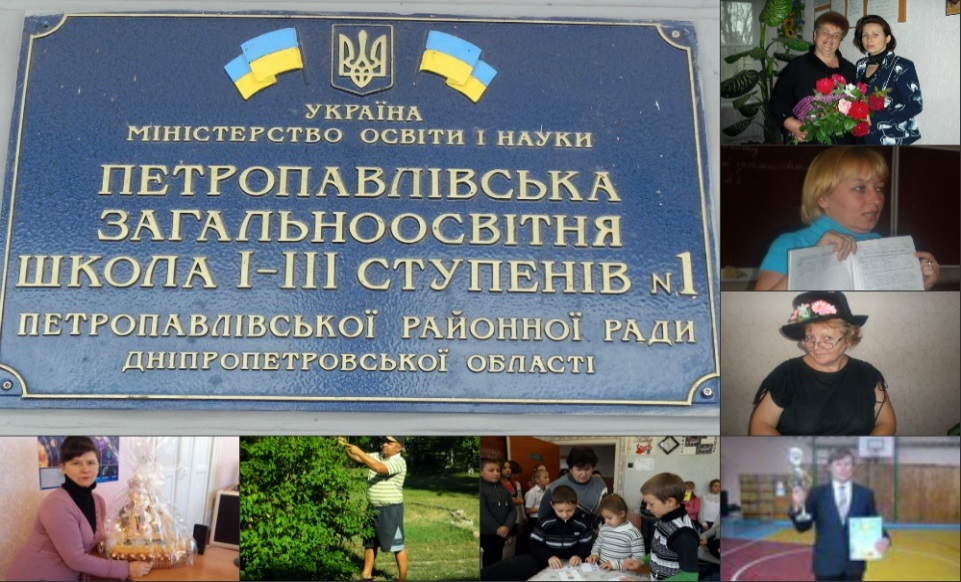 УКРАЇНА
МІНІСТЕРСТВО ОСВІТИ І НАУКИ
ПЕТРОПАВЛІВСЬКА
ЗАГАЛЬНООСВІТНЯ
ШКОЛА І-ІІІ СТУПЕНІВ №1
ПЕТРОПАВЛІВСЬКОЇ РАЙОННОЇ РАДИ
ДНІПРОПЕТРОВСЬКОЇ ОБЛАСТІ